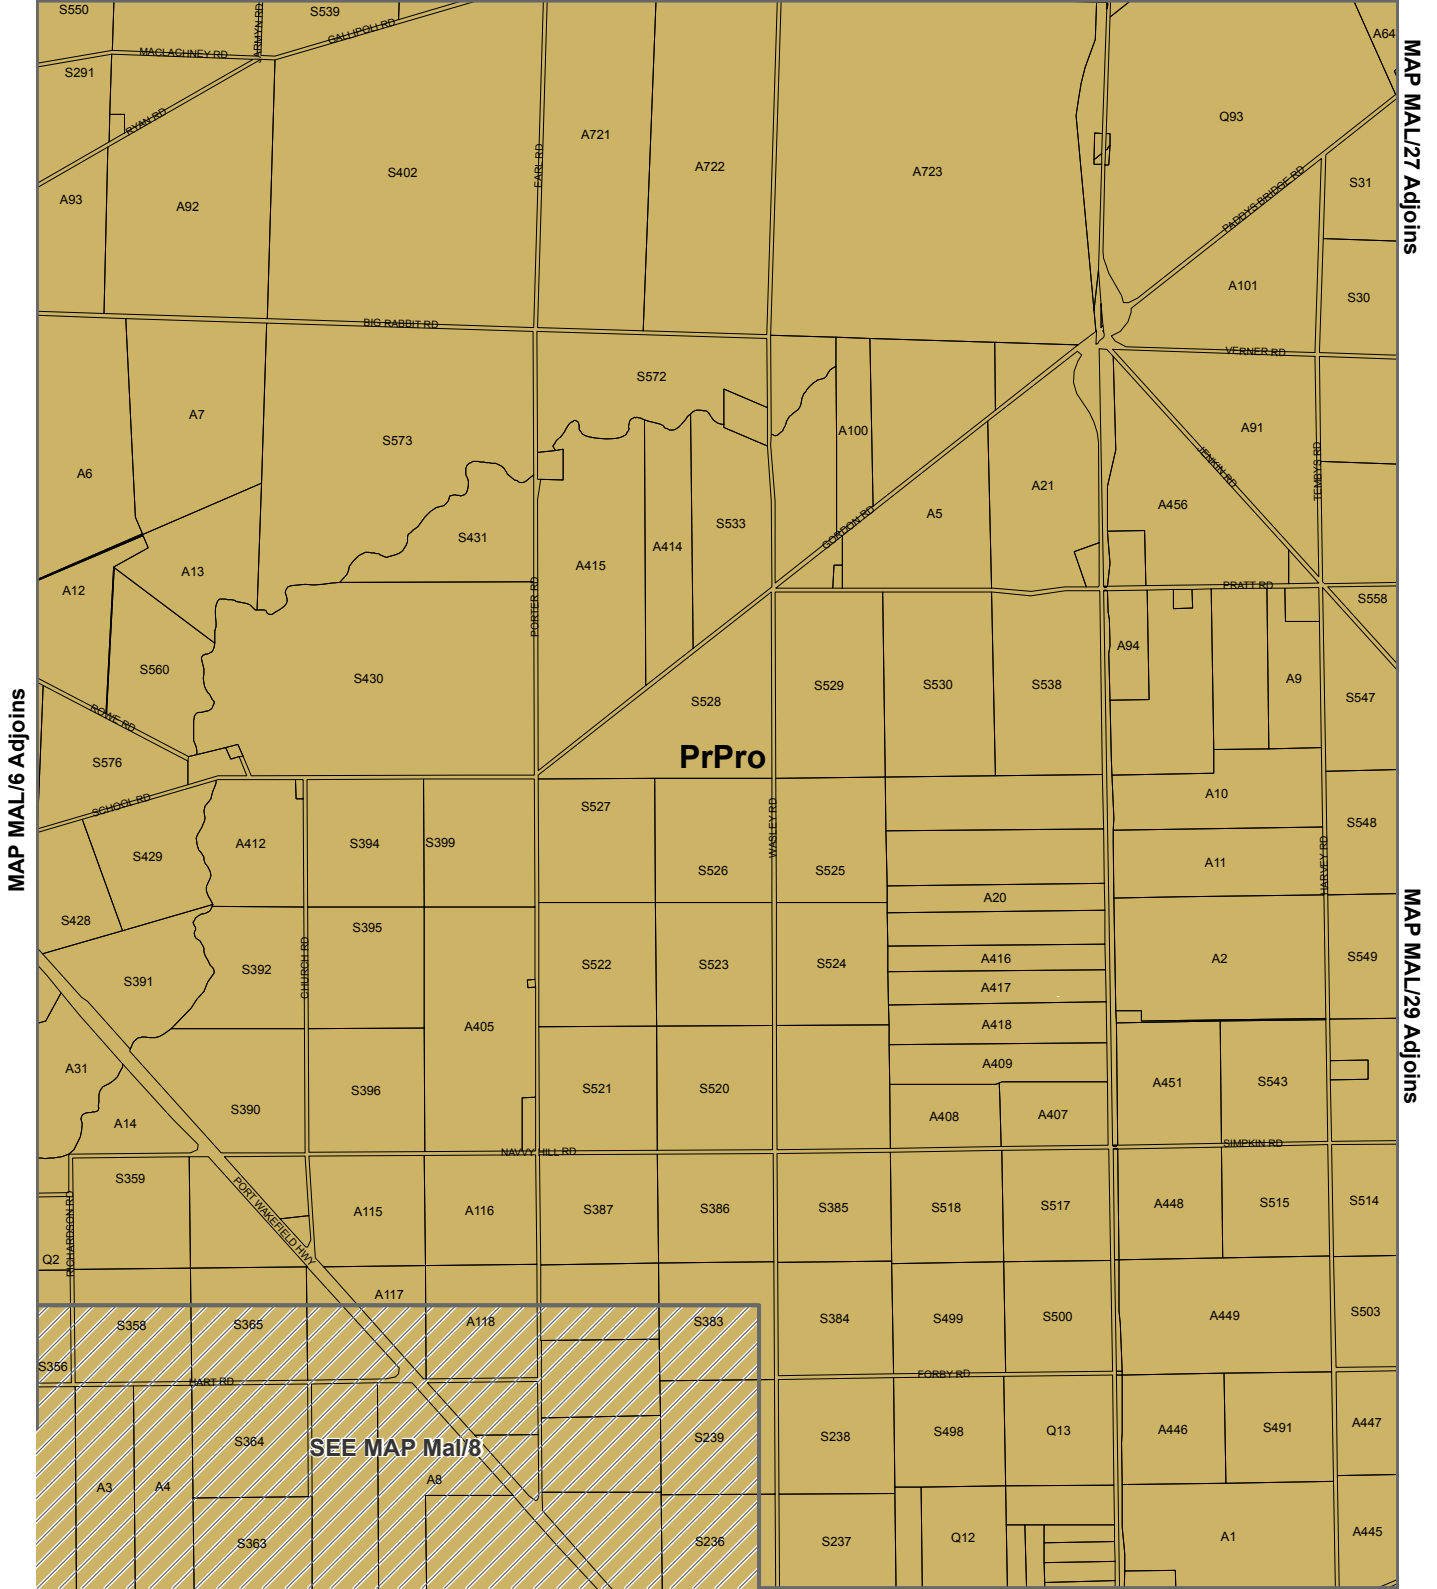 S550
S539
ARMYN RD
GALLIPOLI RD
A64
MACLACHNEY RD
S291
RYAN RD
Q93
A721
A722
A723
S402
EARL RD
A93
A92
PADDYS BRIDGE RD
S31
A101
S30
MAP MAL/27 Adjoins
BIG RABBIT RD
VERNER RD
S572
A7
S573
A100
A91
A6
JENKIN RD
TEMBYS RD
A21
A456
A5
S431
S533
GORDON RD
A414
A415
A13
A12
PORTER RD
PRATT RD
S558
A94
S560
S430
S529
S530
S538
A9
S547
S528
ROWE RD
MAP MAL/6 Adjoins
PrPro
S576
SCHOOL RD
S527
WASLEY RD
A10
S548
A412
S394
S399
S429
S526
S525
A11
HARVEY RD
A20
S428
S395
S391
S392
CHURCH RD
S522
S523
S524
A416
A2
S549
A417
A405
A418
MAP MAL/29 Adjoins
A31
A409
S396
S521
S520
A451
S543
A14
S390
A408
A407
NAVVY HILL RD
SIMPKIN RD
S359
PORT WAKEFIELD HWY
A115
A116
S387
S386
S385
S518
S517
A448
S515
S514
Q2
RICHARDSON RD
A117
S358
S365
A118
S383
S384
S499
S500
A449
S503
S356
HART RD
FORBY RD
S364
SEE MAP Mal/8
S239
S238
S498
Q13
A446
S491
A447
A3
A4
A8
S363
S236
S237
Q12
A1
A445